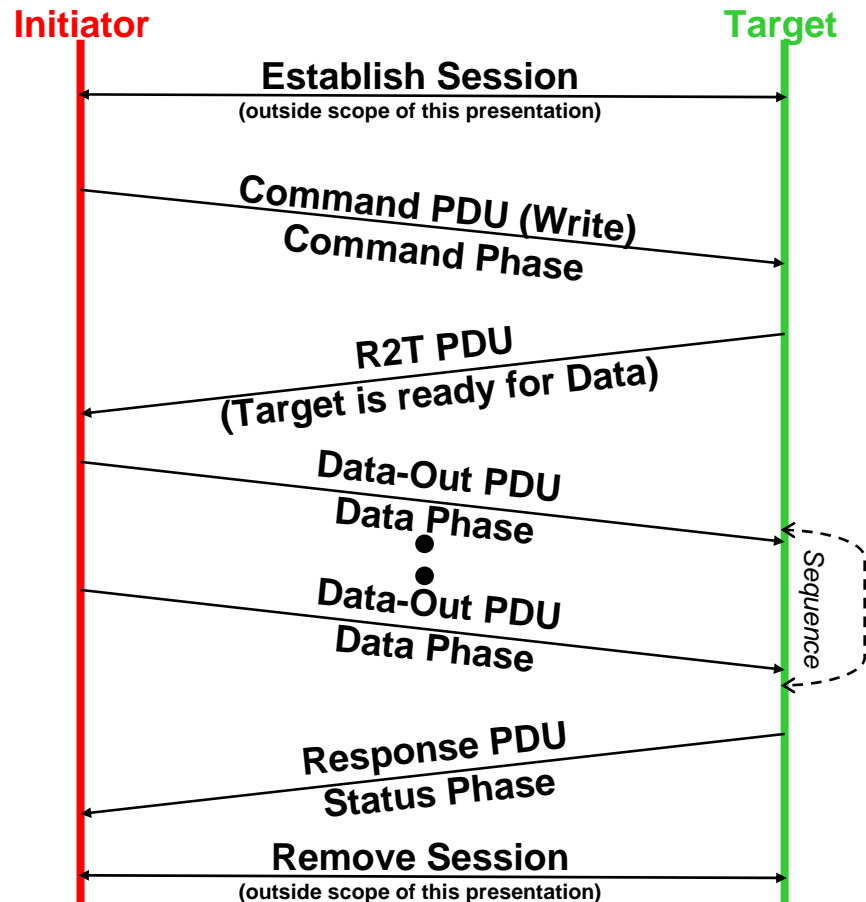 Initiator
Target
Establish Session
(outside scope of this presentation)
Command PDU (Write)
Command Phase
R2T PDU
(Target is ready for Data)
Data-Out PDU
Data Phase
Sequence
Data-Out PDU
Data Phase
Response PDU
Status Phase
Remove Session
(outside scope of this presentation)